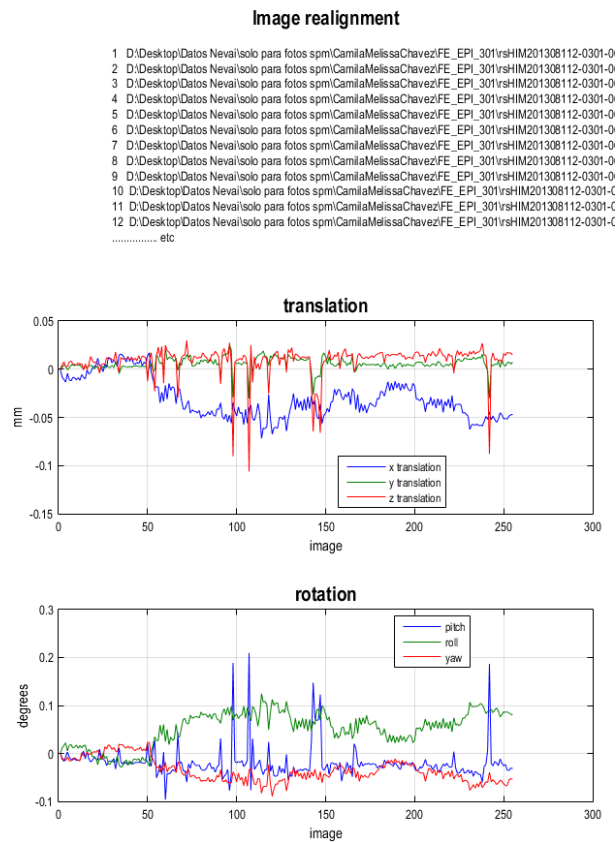 Image realignment
1 D:\Desktop\Datos Nevai\solo para fotos spm\CamilaMelissaChavez\FE_EPI_301\rsHIM201308112-0301-00
2 D:\Desktop\Datos Nevai\solo para fotos spm\CamilaMelissaChavez\FE_EPI_301\rsHIM201308112-0301-00
3 D:\Desktop\Datos Nevai\solo para fotos spm\CamilaMelissaChavez\FE_EPI_301\rsHIM201308112-0301-00
4 D:\Desktop\Datos Nevai\solo para fotos spm\CamilaMelissaChavez\FE_EPI_301\rsHIM201308112-0301-00
5 D:\Desktop\Datos Nevai\solo para fotos spm\CamilaMelissaChavez\FE_EPI_301\rsHIM201308112-0301-00
6 D:\Desktop\Datos Nevai\solo para fotos spm\CamilaMelissaChavez\FE_EPI_301\rsHIM201308112-0301-00
7 D:\Desktop\Datos Nevai\solo para fotos spm\CamilaMelissaChavez\FE_EPI_301\rsHIM201308112-0301-00
8 D:\Desktop\Datos Nevai\solo para fotos spm\CamilaMelissaChavez\FE_EPI_301\rsHIM201308112-0301-00
9 D:\Desktop\Datos Nevai\solo para fotos spm\CamilaMelissaChavez\FE_EPI_301\rsHIM201308112-0301-00
10 D:\Desktop\Datos Nevai\solo para fotos spm\CamilaMelissaChavez\FE_EPI_301\rsHIM201308112-0301-0
11 D:\Desktop\Datos Nevai\solo para fotos spm\CamilaMelissaChavez\FE_EPI_301\rsHIM201308112-0301-0
12 D:\Desktop\Datos Nevai\solo para fotos spm\CamilaMelissaChavez\FE_EPI_301\rsHIM201308112-0301-0
................ etc
translation
0.05
0
-0.05
-0.1
-0.15
mm
x translation
y translation
z translation
0 50 100 150 200 250 300
image
rotation
0.3
0.2
0.1
0
-0.1
degrees
pitch
roll
yaw
0 50 100 150 200 250 300
image